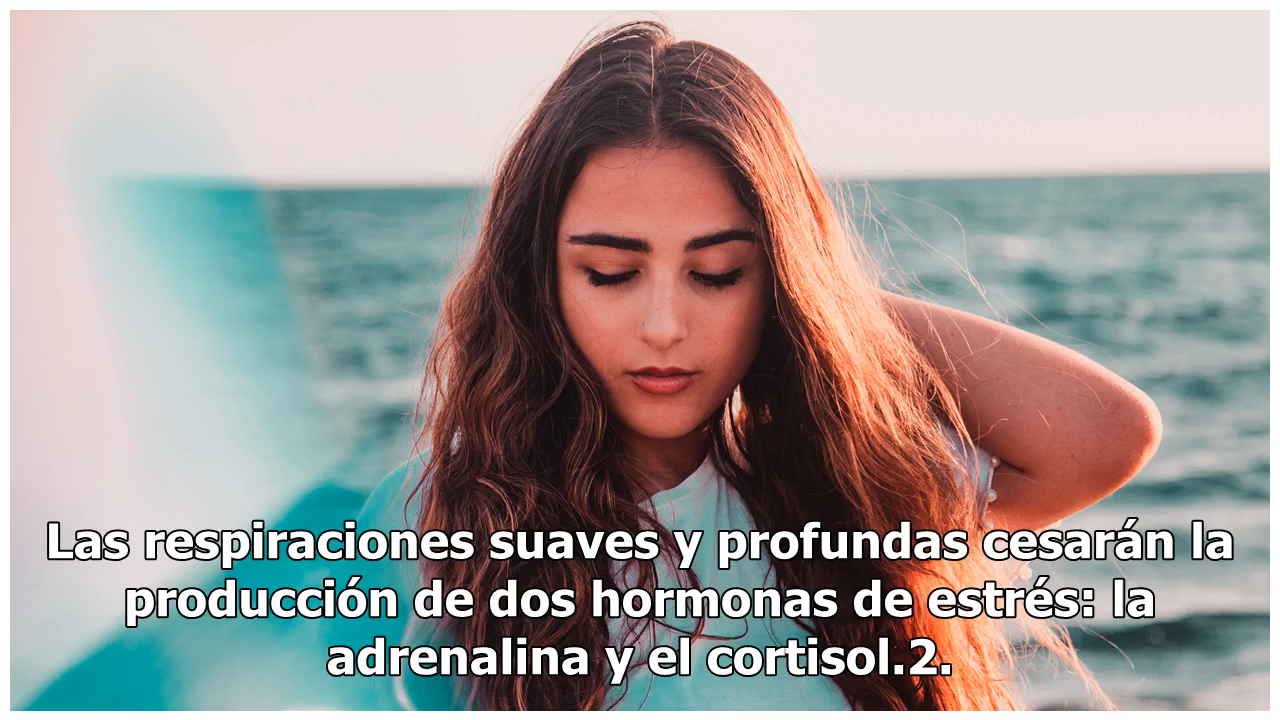 Las respiraciones suaves y profundas cesarán la
producción de dos hormonas de estrés: la
adrenalina y el cortisol.2.